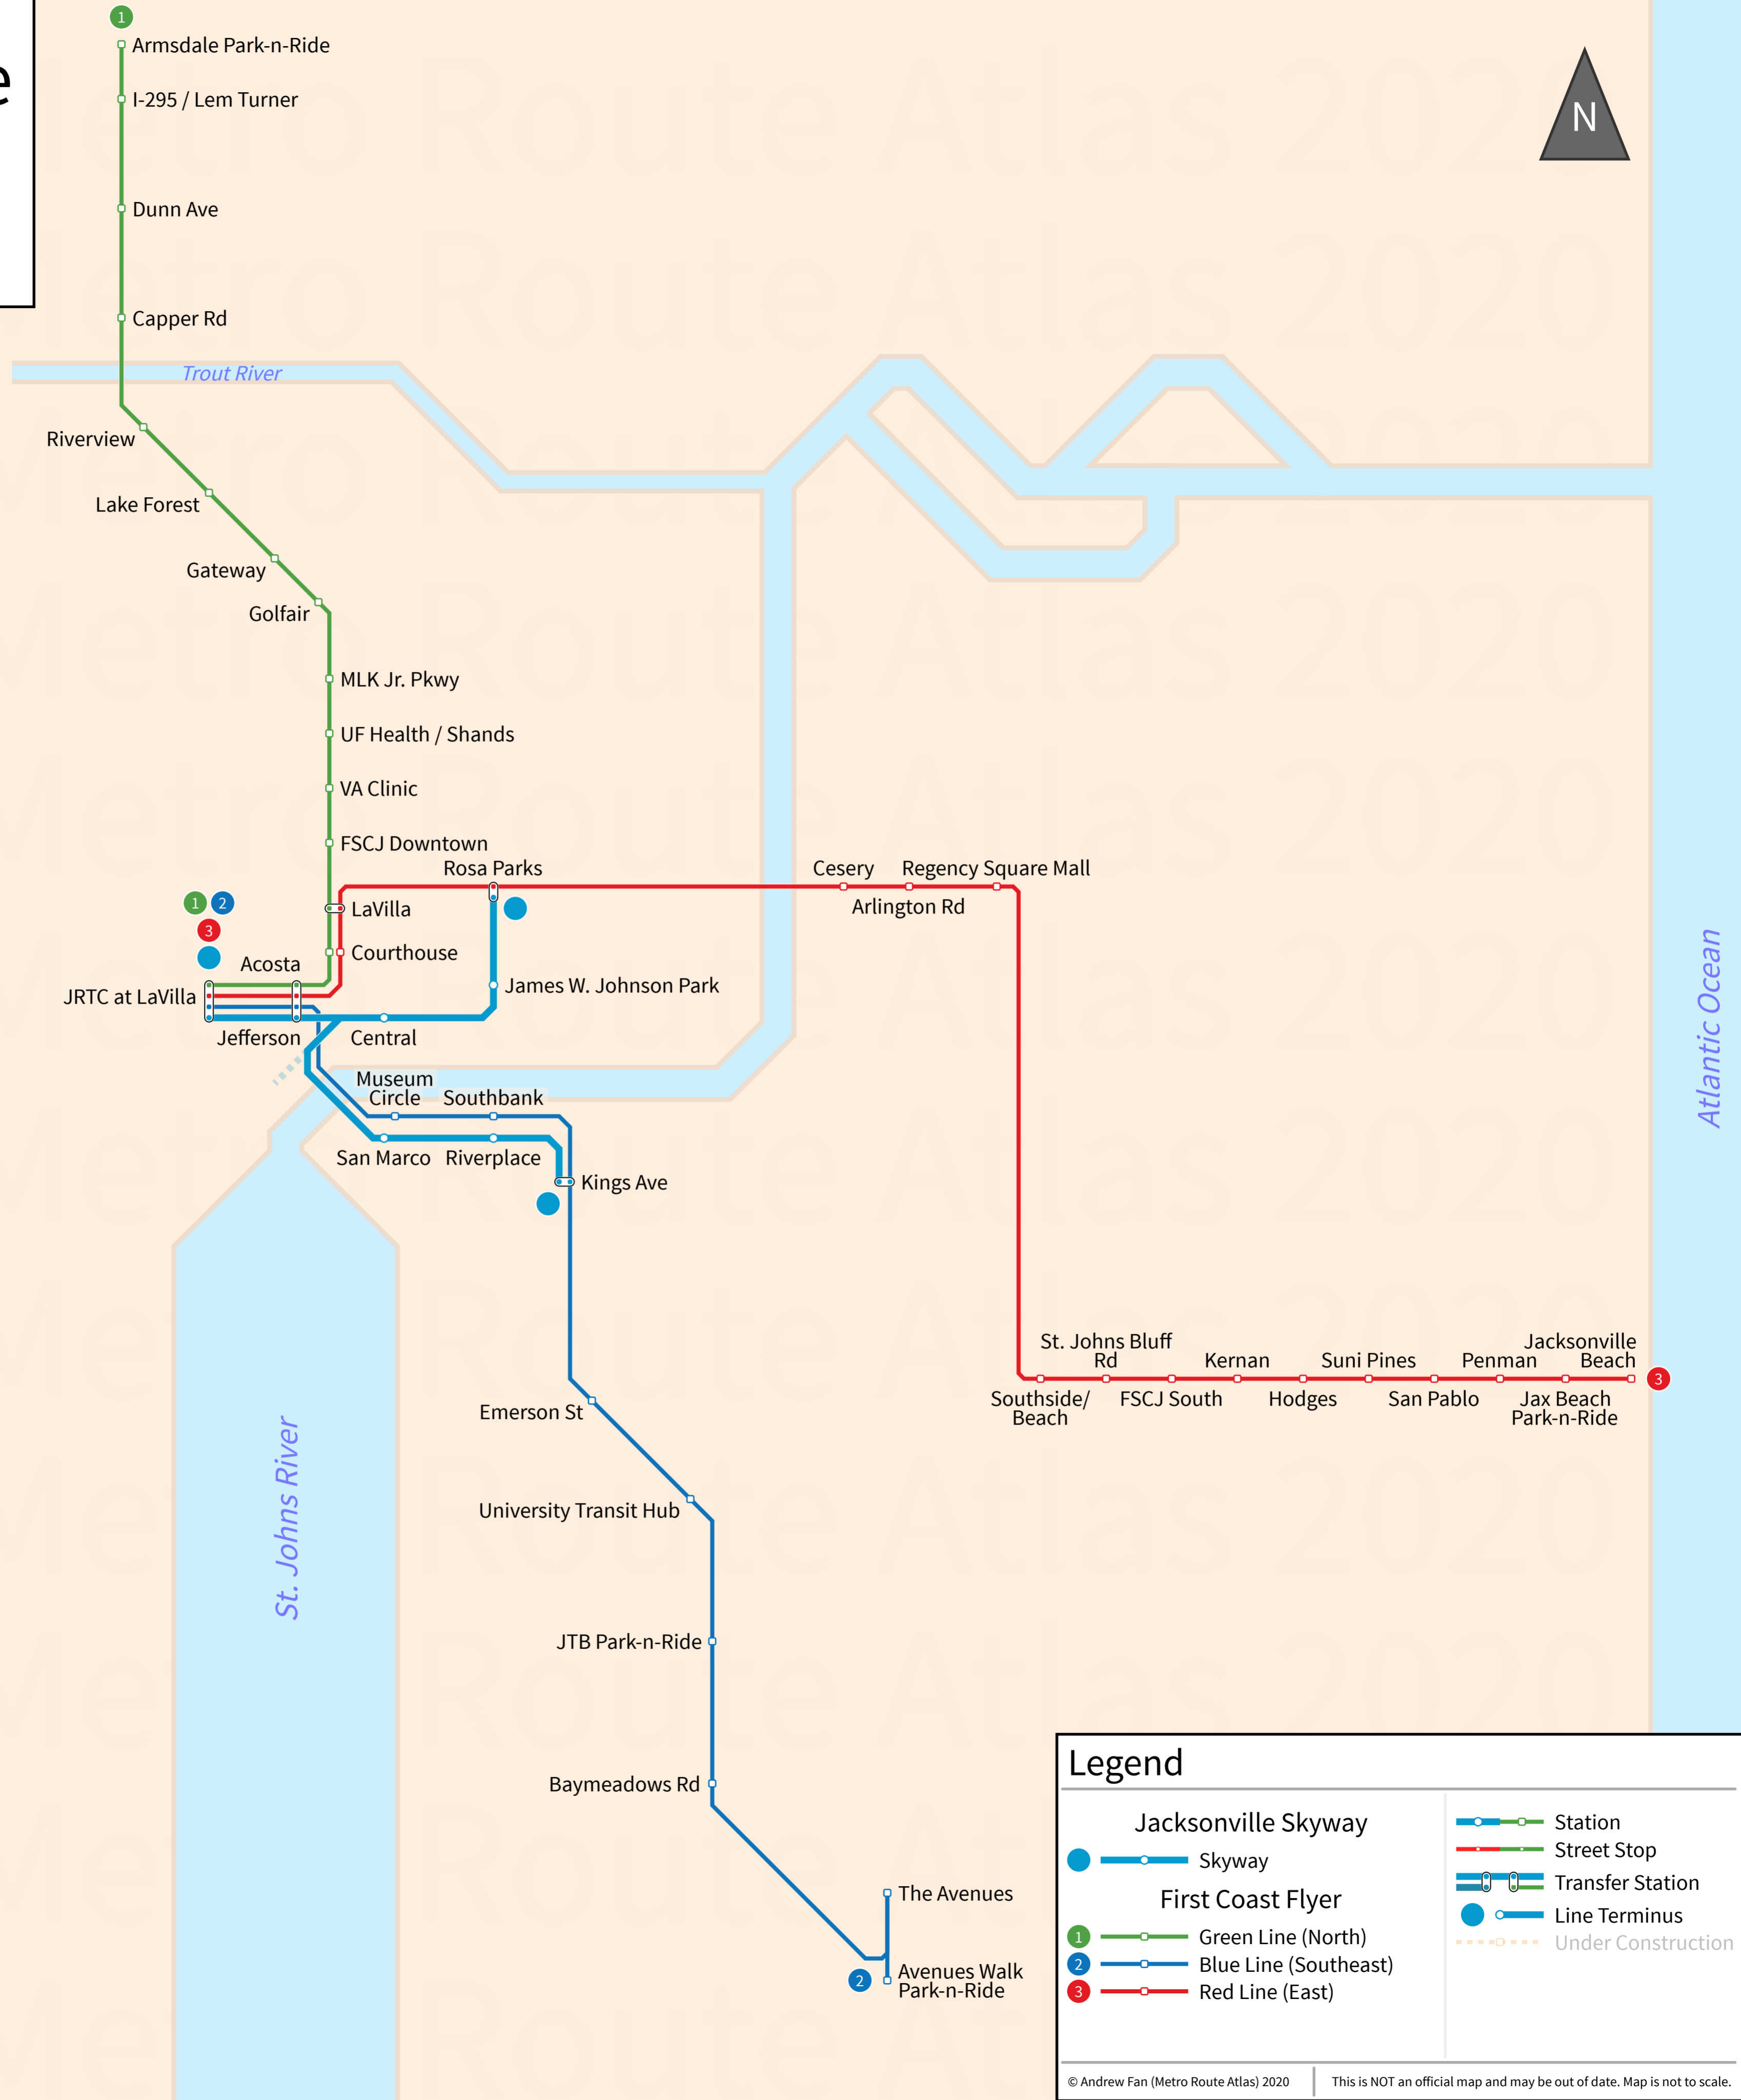 e
1
Armsdale Park-n-Ride
I-295 / Lem Turner
N
Dunn Ave
Capper Rd
Trout River
Riverview
Lake Forest
Gateway
Golfair
MLK Jr. Pkwy
UF Health / Shands
VA Clinic
FSCJ Downtown
Rosa Parks
Cesery
Regency Square Mall
Arlington Rd
1 2
3
LaVilla
Courthouse
Acosta
JRTC at LaVilla
James W. Johnson Park
Jefferson
Central
Atlantic Ocean
Museum
Circle
Southbank
San Marco
Riverplace
Kings Ave
St. Johns Bluff
Rd
Kernan
Suni Pines
Penman
Jacksonville
Beach
3
Southside/
Beach
FSCJ South
Hodges
San Pablo
Jax Beach
Park-n-Ride
Emerson St
St. Johns River
University Transit Hub
JTB Park-n-Ride
Baymeadows Rd
The Avenues
Avenues Walk
Park-n-Ride
2
Legend
Jacksonville Skyway
Skyway
First Coast Flyer
1 Green Line (North)
2 Blue Line (Southeast)
3 Red Line (East)
Station
Street Stop
Transfer Station
Line Terminus
Under Construction
© Andrew Fan (Metro Route Atlas) 2020
This is NOT an official map and may be out of date. Map is not to scale.